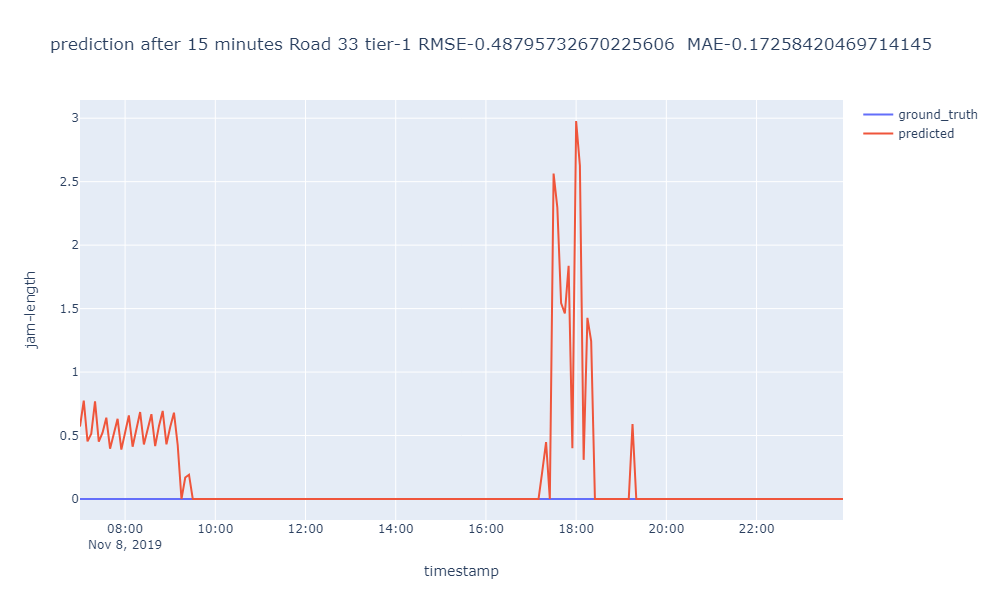 prediction after 15 minutes Road 33 tier-1 RMSE-0.48795732670225606  MAE-0.17258420469714145
ground_truth
predicted
jam-length
3
2.5
2
1.5
1
0.5
0
08:00 10:00 12:00 14:00 16:00 18:00 20:00 22:00
Nov 8, 2019
timestamp